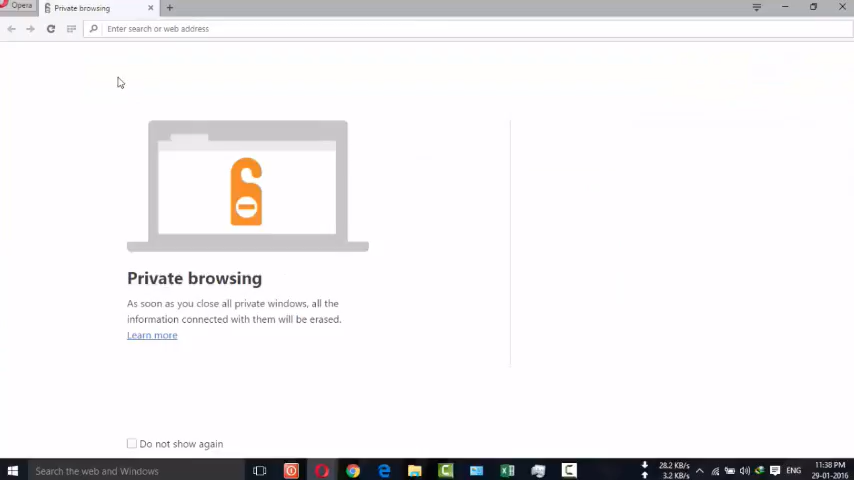 Opera
Private browsing
Enter search or web address
Private browsing
As soon as you close all private windows, all the
information connected with them will be erased.
Learn more
Do not show again
Search the web and Windows
28.2 KB/s
3.2 KB/s
ENG
11:38 PM
29-01-2016